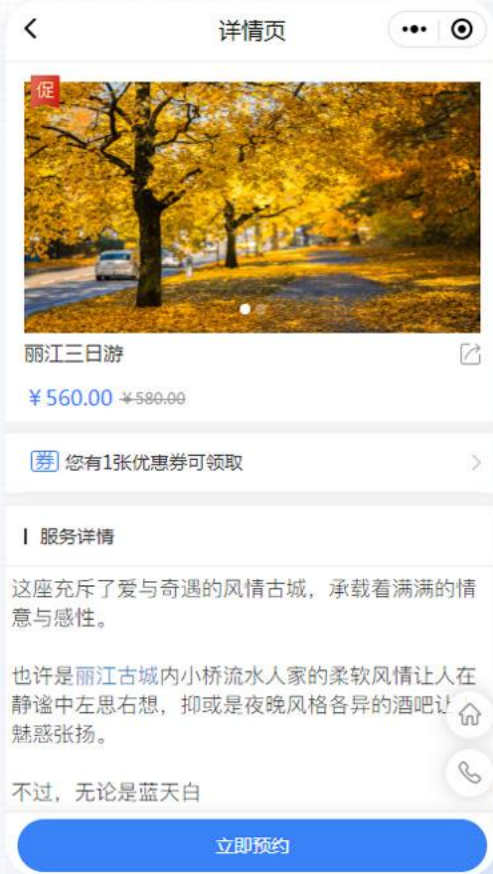 详情页
促
丽江三日游
￥560.00 ￥580.00
券 您有1张优惠券可领取
服务详情
这座充斥了爱与奇遇的风情古城，承载着满满的情
意与感性。
也许是丽江古城内小桥流水人家的柔软风情让人在
静谧中左思右想，抑或是夜晚风格各异的酒吧让
魅惑张扬。
不过，无论是蓝天白
立即预约